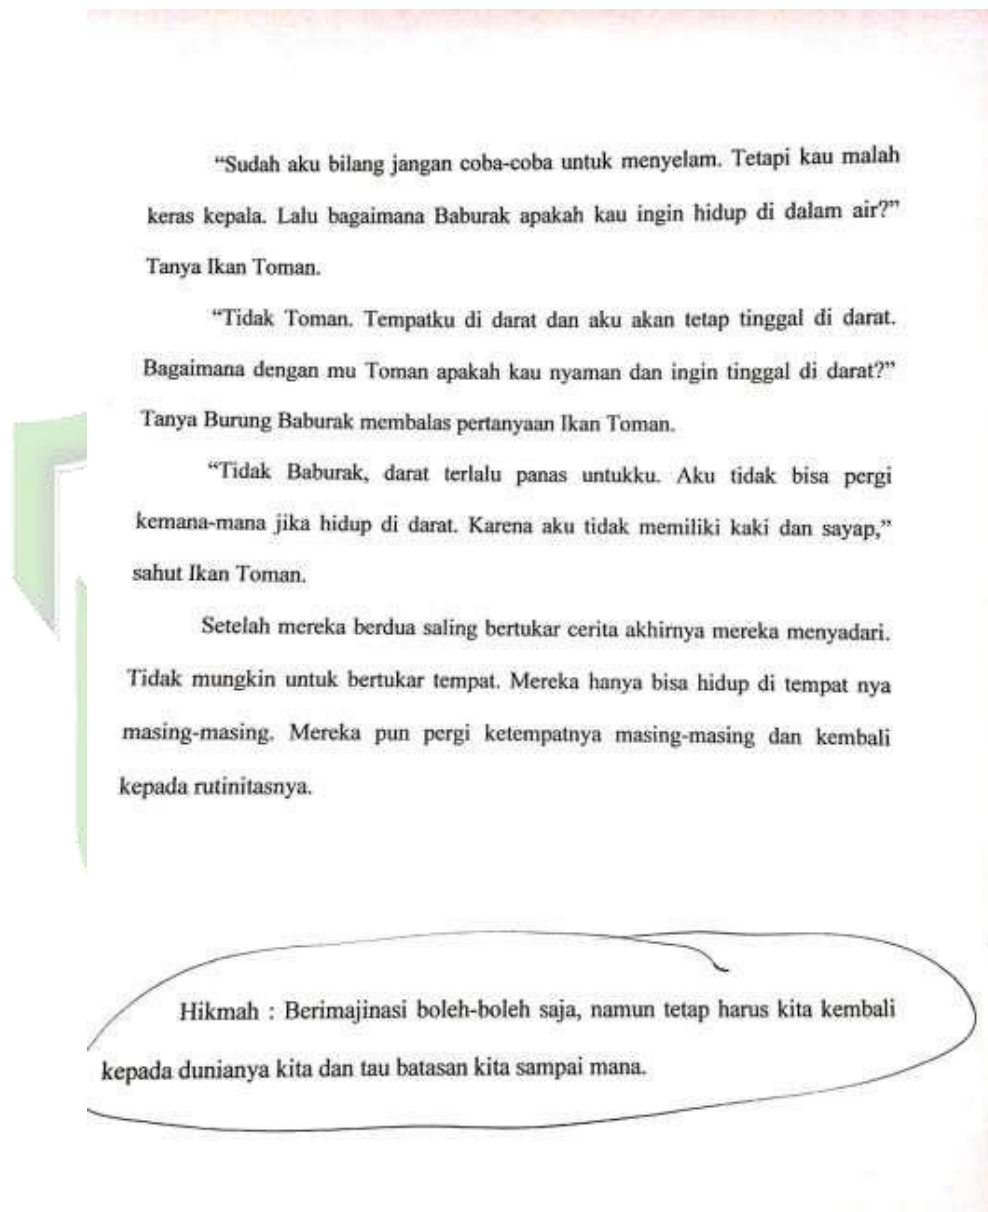 “Sudah aku bilang jangan coba-coba untuk menyelam. Tetapi kau malah
keras kepala. Lalu bagaimana Baburak apakah kau ingin hidup di dalam air?”
Tanya Ikan Toman.
“Tidak Toman. Tempatku di darat dan aku akan tetap tinggal di darat.
Bagaimana dengan mu Toman apakah kau nyaman dan ingin tinggal di darat?”
Tanya Burung Baburak membalas pertanyaan Ikan Toman.
“Tidak Baburak, darat terlalu panas untukku. Aku tidak bisa pergi
kemana-mana jika hidup di darat. Karena aku tidak memiliki kaki dan sayap,”
sahut Ikan Toman.
Setelah mereka berdua saling bertukar cerita akhirnya mereka menyadari.
Tidak mungkin untuk bertukar tempat. Mereka hanya bisa hidup di tempat nya
masing-masing. Mereka pun pergi ketempatnya masing-masing dan kembali
kepada rutinitasnya.
Hikmah : Berimajinasi boleh-boleh saja, namun tetap harus kita kembali
kepada dunianya kita dan tau batasan kita sampai mana.